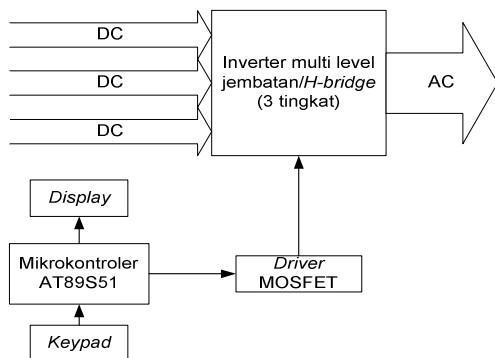 DC
DC
DC
Inverter multi level
jembatan/H-bridge
(3 tingkat)
AC
Display
Mikrokontroler
AT89S51
Driver
MOSFET
Keypad